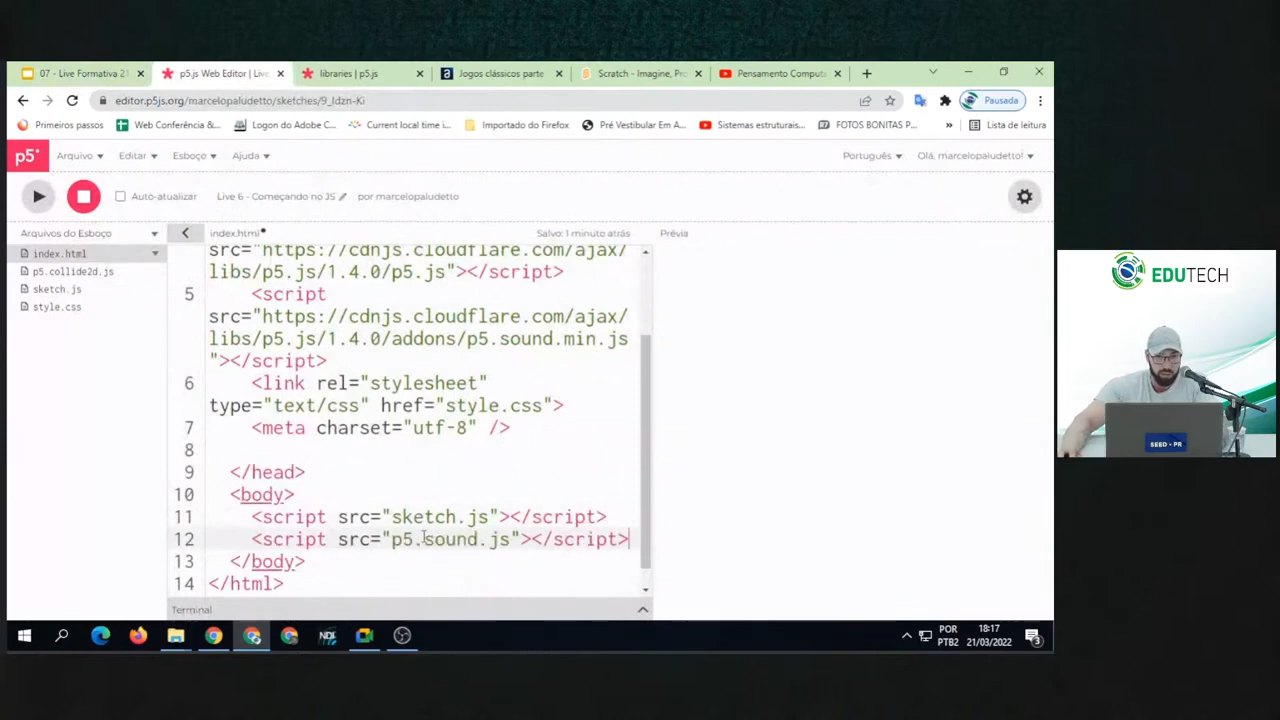 07 - Live Formativa 21
p5.js Web Editor | Live
libraries | p5.js
Jogos clássicos parte
Scratch - Imagine, Pro
Pensamento Computa
editor.p5js.org/marcelopaludetto/sketches/9_Idzn-Ki
Pausada
Primeiros passos
Web Conferência &...
Logon do Adobe C...
Current local time i...
Importado do Firefox
Pré Vestibular Em A...
Sistemas estruturais...
FOTOS BONITAS P...
»
Lista de leitura
p5*
Arquivo
Editar
Esboço
Ajuda
Português
Olá, marcelopaludetto!
Auto-atualizar
Live 6 - Começando no JS
por marcelopaludetto
Arquivos do Esboço
index.html
Salvo: 1 minuto atrás
Prévia
index.html
p5.collide2d.js
sketch.js
style.css
src="https://cdnjs.cloudflare.com/ajax/
libs/p5.js/1.4.0/p5.js"></script>
5 <script
src="https://cdnjs.cloudflare.com/ajax/
libs/p5.js/1.4.0/addons/p5.sound.min.js
"></script>
6 <link rel="stylesheet"
type="text/css" href="style.css">
7 <meta charset="utf-8" />
8
9 </head>
10 <body>
11 <script src="sketch.js"></script>
12 <script src="p5.sound.js"></script>
13 </body>
14 </html>
Terminal
EDUTECH
SEED - PR
NDI
POR
PTB2
18:17
21/03/2022
3